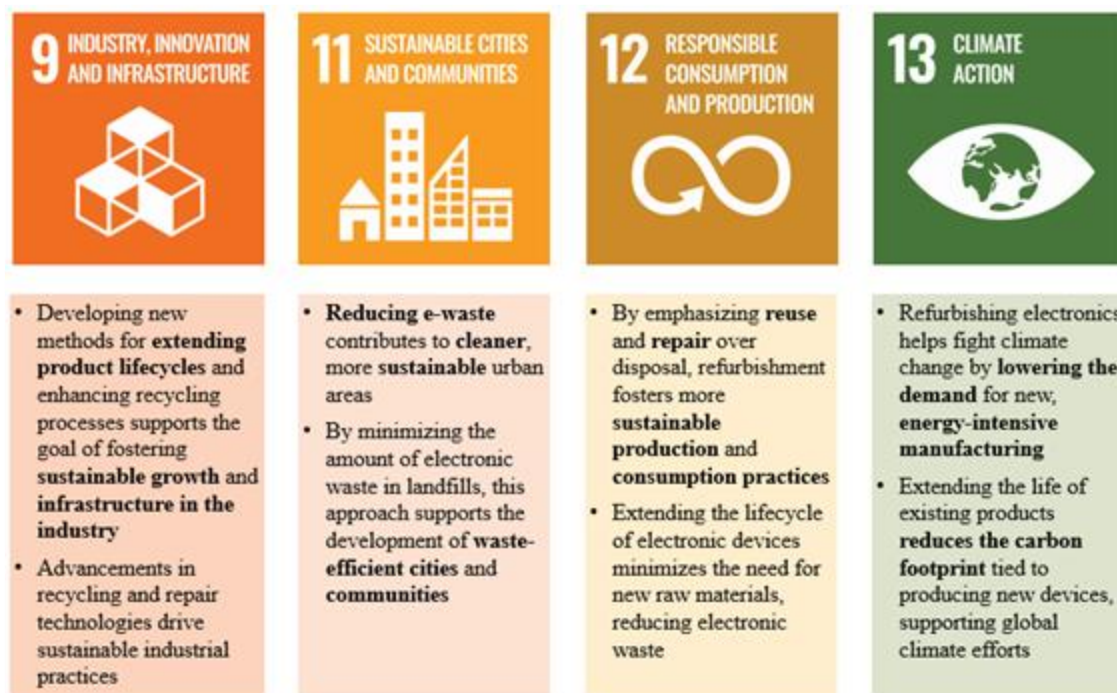 9 INDUSTRY, INNOVATION
AND INFRASTRUCTURE
11 SUSTAINABLE CITIES
AND COMMUNITIES
12 RESPONSIBLE
CONSUMPTION
AND PRODUCTION
13 CLIMATE
ACTION
• Developing new
methods for extending
product lifecycles and
enhancing recycling
processes supports the
goal of fostering
sustainable growth and
infrastructure in the
industry
• Advancements in
recycling and repair
technologies drive
sustainable industrial
practices
• Reducing e-waste
contributes to cleaner,
more sustainable urban
areas
• By minimizing the
amount of electronic
waste in landfills, this
approach supports the
development of waste-
efficient cities and
communities
• By emphasizing reuse
and repair over
disposal, refurbishment
fosters more
sustainable
production and
consumption practices
• Extending the lifecycle
of electronic devices
minimizes the need for
new raw materials,
reducing electronic
waste
• Refurbishing electronics
helps fight climate
change by lowering the
demand for new,
energy-intensive
manufacturing
• Extending the life of
existing products
reduces the carbon
footprint tied to
producing new devices,
supporting global
climate efforts